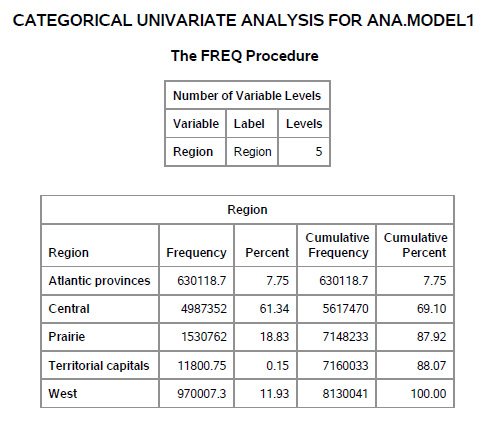 CATEGORICAL UNIVARIATE ANALYSIS FOR ANA.MODEL1
The FREQ Procedure
Number of Variable Levels
Variable Label Levels
Region Region 5
Region
Region Frequency Percent Cumulative Frequency Cumulative Percent
Atlantic provinces 630118.7 7.75 630118.7 7.75
Central 4987352 61.34 5617470 69.10
Prairie 1530762 18.83 7148233 87.92
Territorial capitals 11800.75 0.15 7160033 88.07
West 970007.3 11.93 8130041 100.00